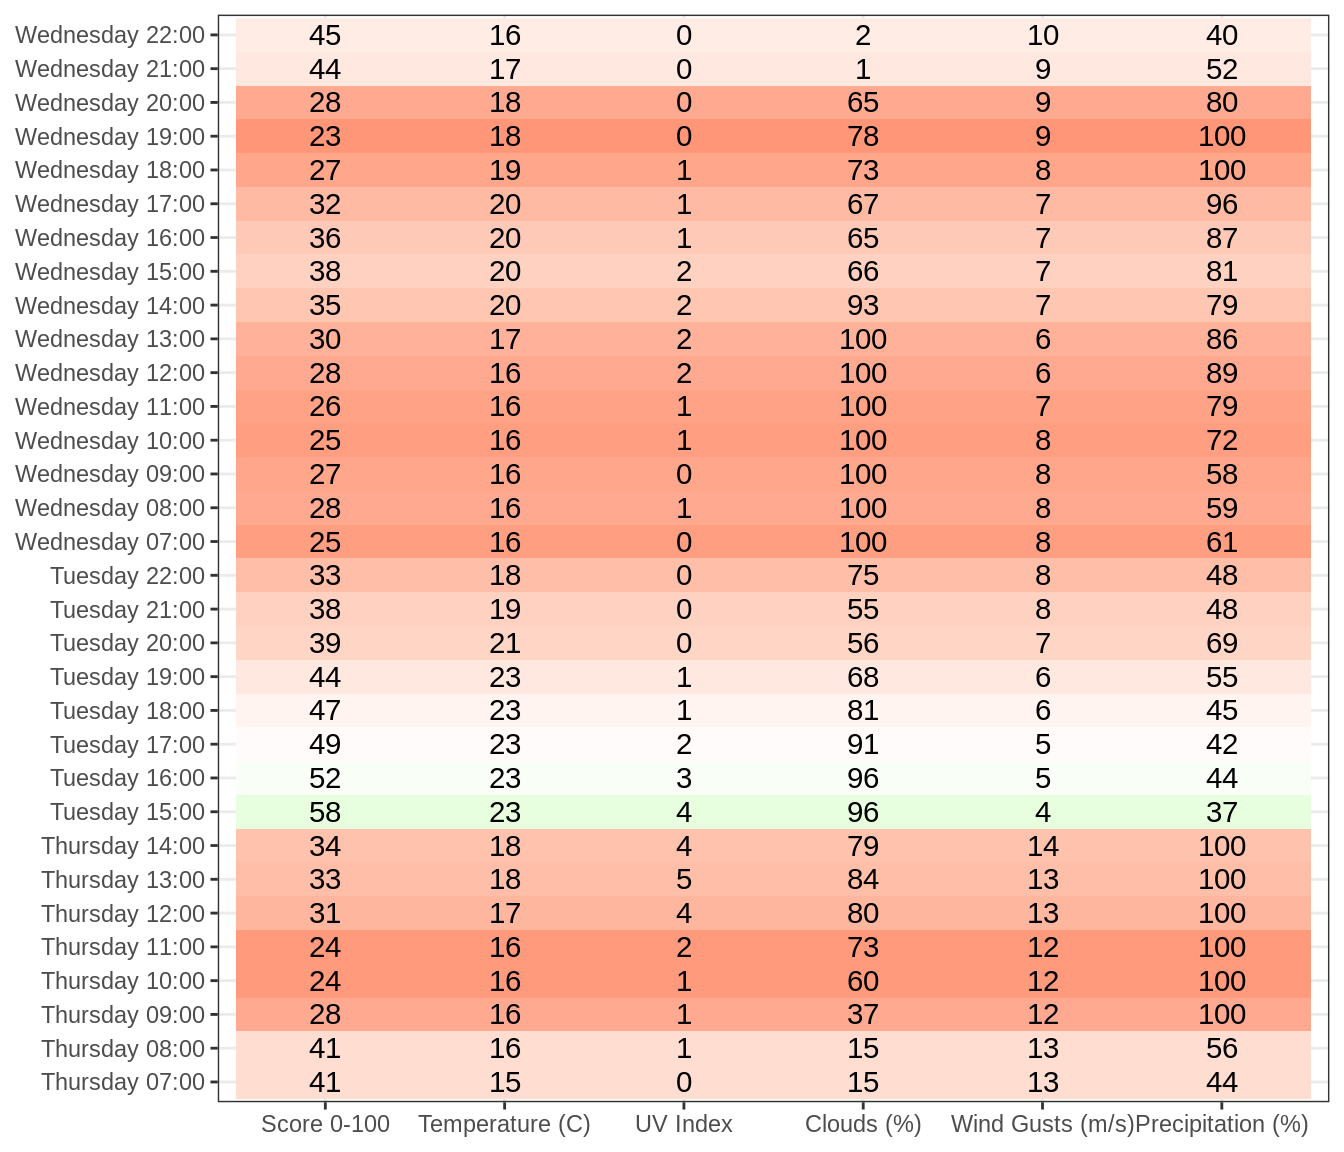 Wednesday 22:00 45 16 0 2 10 40
Wednesday 21:00 44 17 0 1 9 52
Wednesday 20:00 28 18 0 65 9 80
Wednesday 19:00 23 18 0 78 9 100
Wednesday 18:00 27 19 1 73 8 100
Wednesday 17:00 32 20 1 67 7 96
Wednesday 16:00 36 20 1 65 7 87
Wednesday 15:00 38 20 2 66 7 81
Wednesday 14:00 35 20 2 93 7 79
Wednesday 13:00 30 17 2 100 6 86
Wednesday 12:00 28 16 2 100 6 89
Wednesday 11:00 26 16 1 100 7 79
Wednesday 10:00 25 16 1 100 8 72
Wednesday 09:00 27 16 0 100 8 58
Wednesday 08:00 28 16 1 100 8 59
Wednesday 07:00 25 16 0 100 8 61
Tuesday 22:00 33 18 0 75 8 48
Tuesday 21:00 38 19 0 55 8 48
Tuesday 20:00 39 21 0 56 7 69
Tuesday 19:00 44 23 1 68 6 55
Tuesday 18:00 47 23 1 81 6 45
Tuesday 17:00 49 23 2 91 5 42
Tuesday 16:00 52 23 3 96 5 44
Tuesday 15:00 58 23 4 96 4 37
Thursday 14:00 34 18 4 79 14 100
Thursday 13:00 33 18 5 84 13 100
Thursday 12:00 31 17 4 80 13 100
Thursday 11:00 24 16 2 73 12 100
Thursday 10:00 24 16 1 60 12 100
Thursday 09:00 28 16 1 37 12 100
Thursday 08:00 41 16 1 15 13 56
Thursday 07:00 41 15 0 15 13 44
Score 0-100 Temperature (C) UV Index Clouds (%) Wind Gusts (m/s) Precipitation (%)